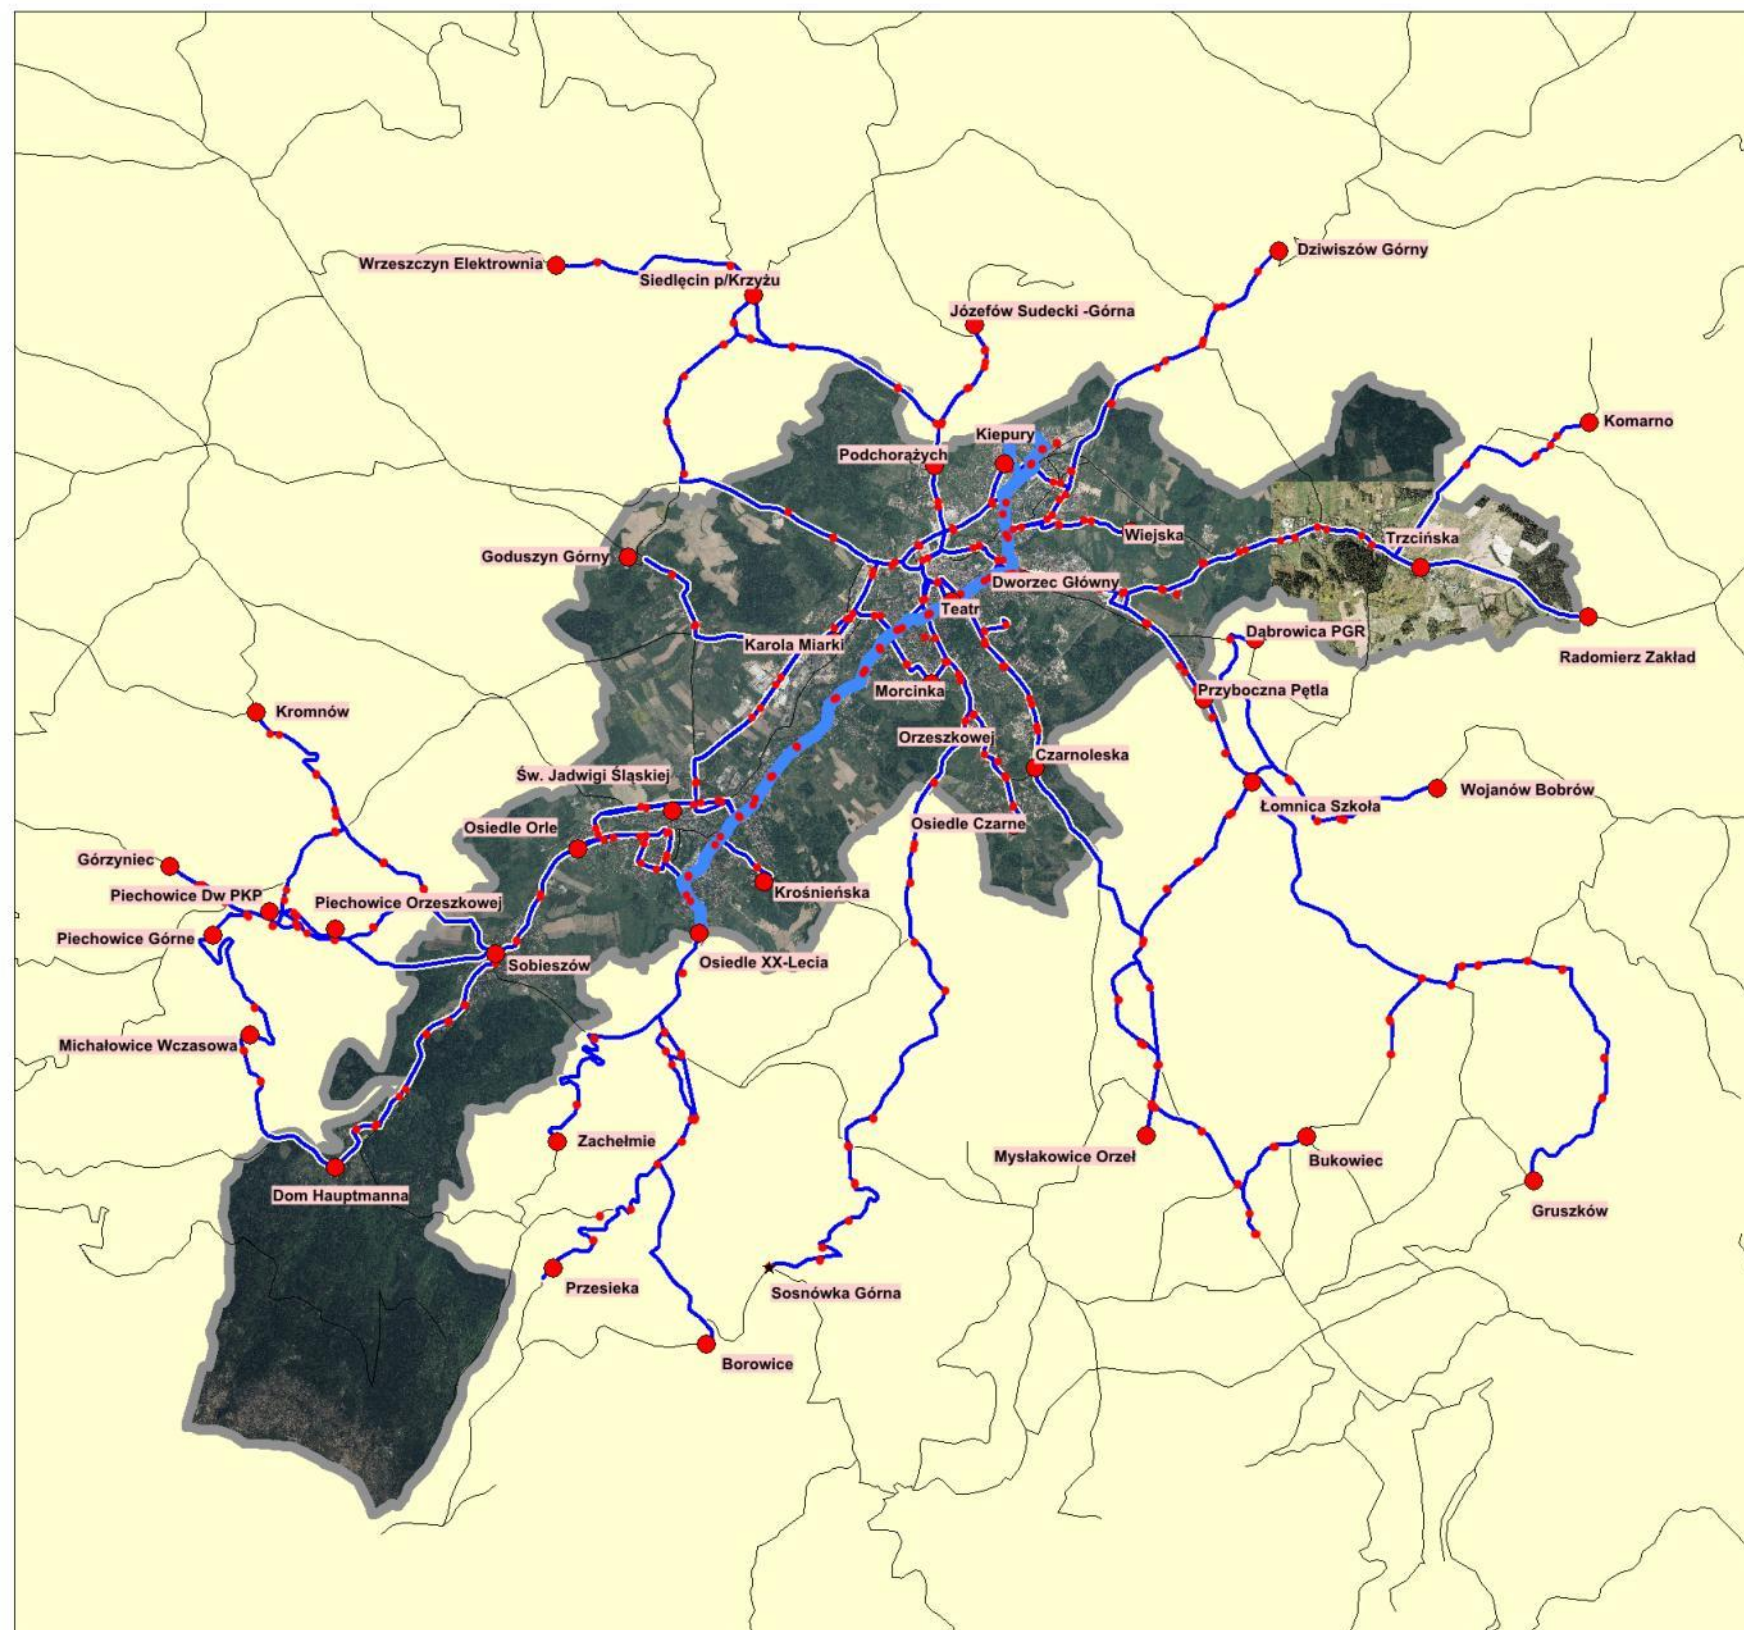 Dziwiszów Górny
Wrzeszczyn Elektrownia
Siedlęcin p/Krzyżu
Józefów Sudecki -Górna
Komarno
Kiepury
Podchorążych
Wiejska
Trzcińska
Goduszyn Górny
Dworzec Główny
Teatr
Dąbrowica PGR
Karola Miarki
Radomierz Zakład
Morcinka
Przyboczna Pętla
Kromnów
Orzeszkowej
Czarnoleska
Św. Jadwigi Śląskiej
Wojanów Bobrów
Łomnica Szkoła
Osiedle Czarne
Osiedle Orle
Górzyniec
Krośnieńska
Piechowice Dw PKP
Piechowice Orzeszkowej
Piechowice Górne
Osiedle XX-Lecia
Sobieszów
Michałowice Wczasowa
Zachełmie
Mysłakowice Orzeł
Bukowiec
Dom Hauptmanna
Gruszków
Przesieka
Sosnówka Górna
Borowice